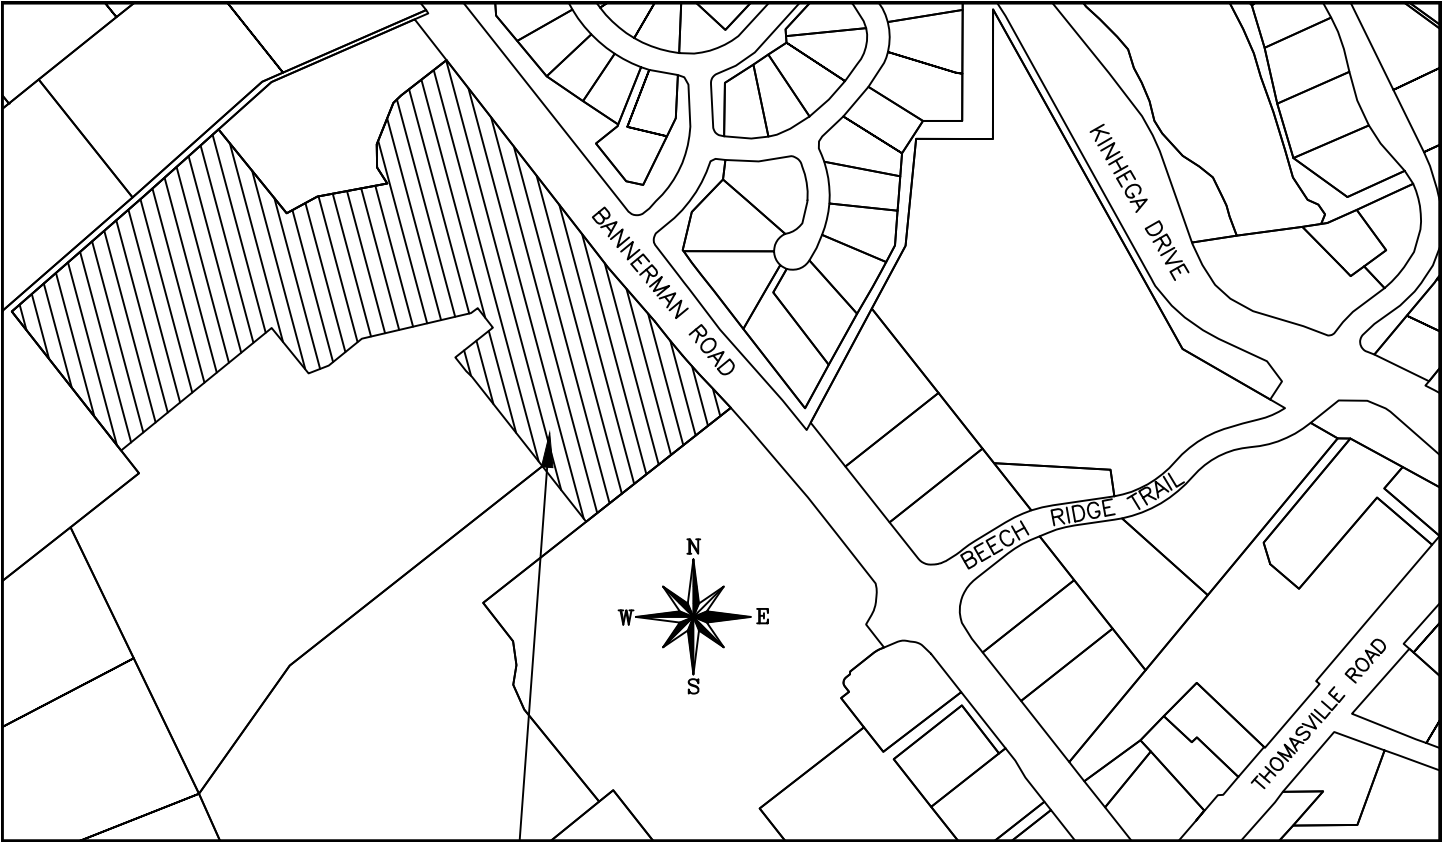 KINHEGA DRIVE
BANNERMAN ROAD
BEECH RIDGE TRAIL
N
W
E
S
THOMASVILLE ROAD